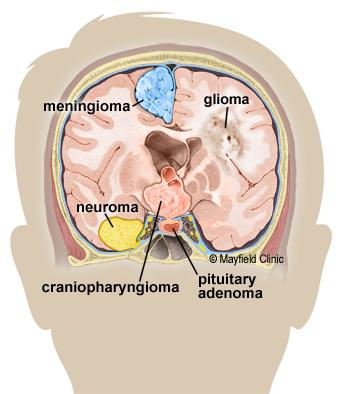 meningioma
glioma
neuroma
© Mayfield Clinic
craniopharyngioma
pituitary
adenoma